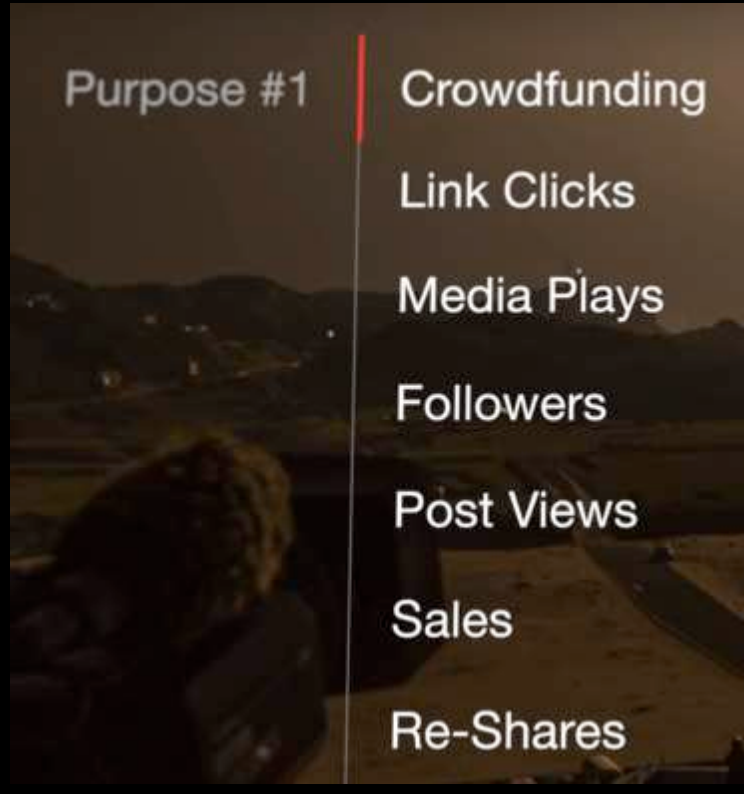 Purpose #1
Crowdfunding
Link Clicks
Media Plays
Followers
Post Views
Sales
Re-Shares